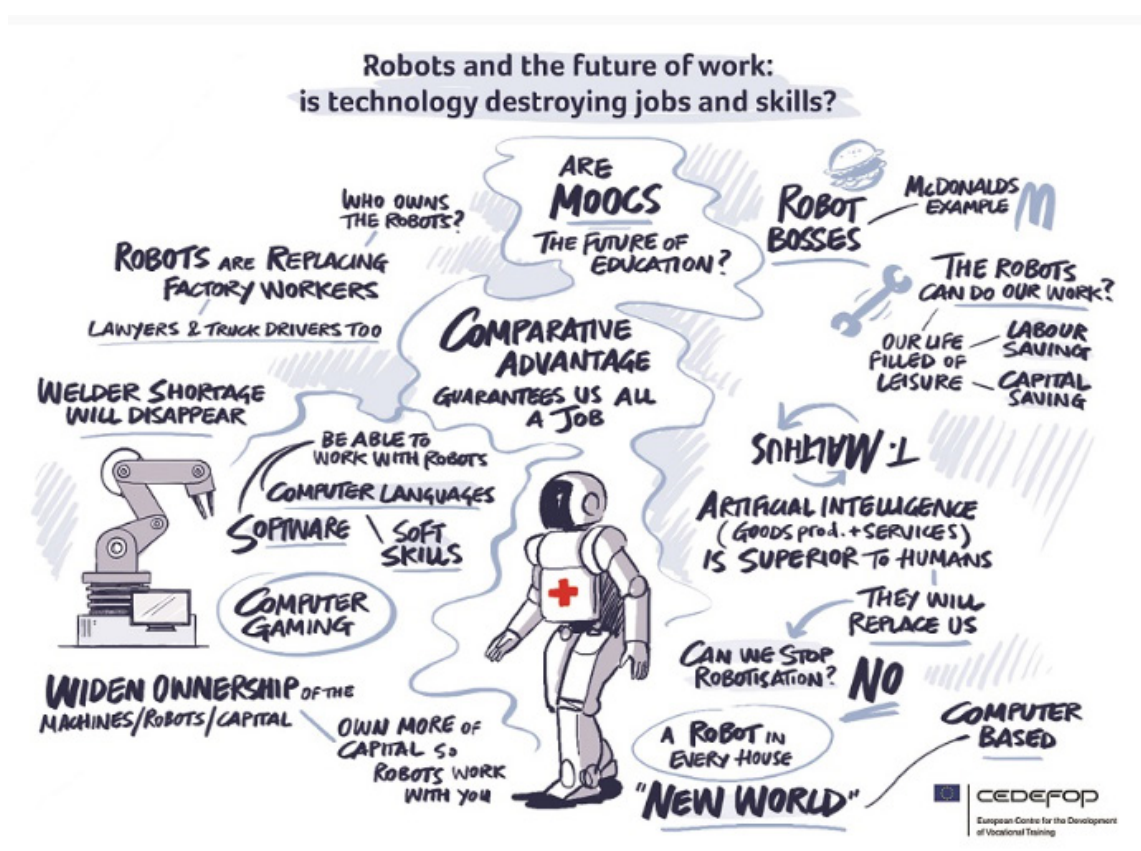 Robots and the future of work:
is technology destroying jobs and skills?
ARE
MOOCS
THE FUTURE OF
EDUCATION?
WHO OWNS
THE ROBOTS?
ROBOTS ARE REPLACING
FACTORY WORKERS
LAWYERS & TRUCK DRIVERS TOO
ROBOT
BOSSES
McDONALDS
EXAMPLE
M
THE ROBOTS
CAN DO OUR WORK?
OUR LIFE
FILLED OF
LEISURE
LABOUR
SAVING
CAPITAL
SAVING
COMPARATIVE
ADVANTAGE
GUARANTEES US ALL
A JOB
WELDER SHORTAGE
WILL DISAPPEAR
BE ABLE TO
WORK WITH ROBOTS
COMPUTER LANGUAGES
SOFTWARE
SOFT
SKILLS
COMPUTER
GAMING
T. MALTHUS
ARTIFICIAL INTELLIGENCE
(GOODS prod. + SERVICES)
IS SUPERIOR TO HUMANS
THEY WILL
REPLACE US
CAN WE STOP
ROBOTISATION?
NO
WIDEN OWNERSHIP OF THE
MACHINES/ROBOTS/CAPITAL
OWN MORE OF
CAPITAL SO
ROBOTS WORK
WITH YOU
A ROBOT IN
EVERY HOUSE
"NEW WORLD"
COMPUTER
BASED
CEDEFOP
European Centre for the Development
of Vocational Training